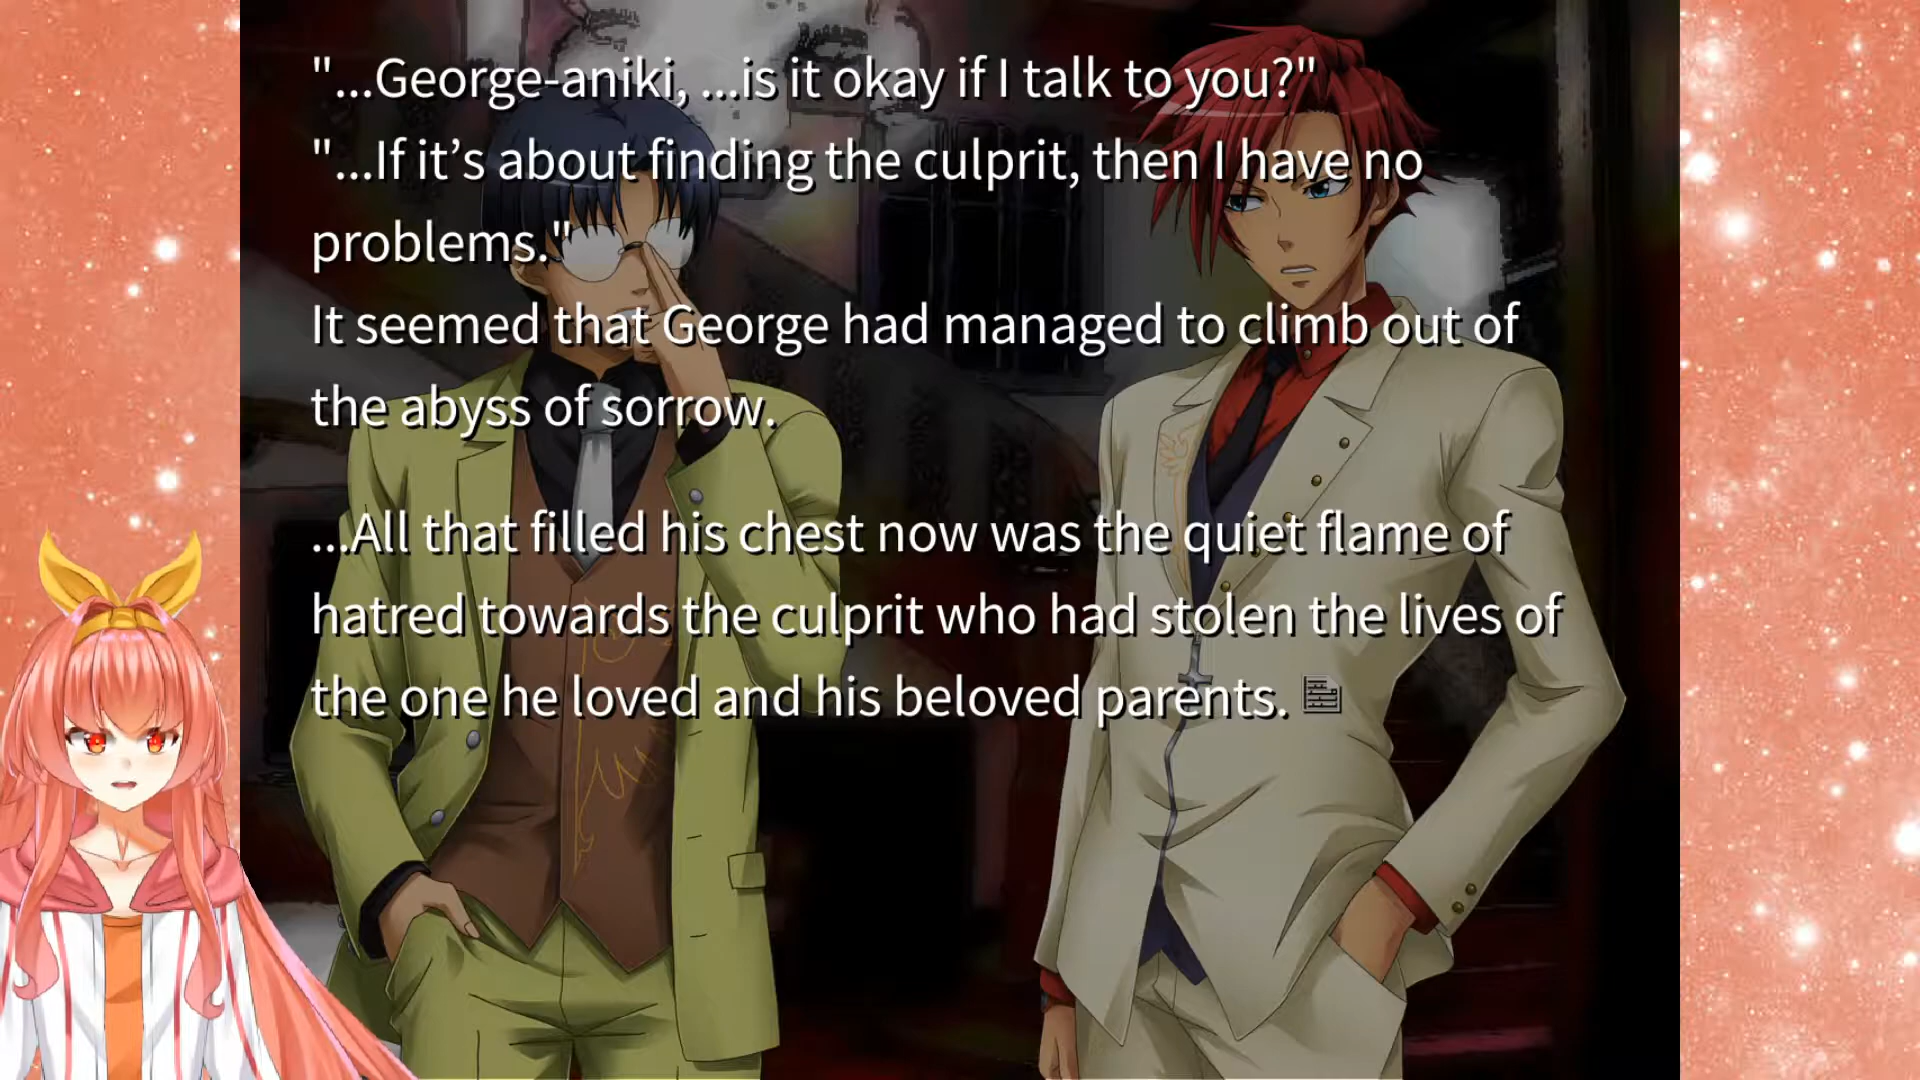 "...George-aniki, ...is it okay if I talk to you?"
"...If it’s about finding the culprit, then I have no
problems."
It seemed that George had managed to climb out of
the abyss of sorrow.
...All that filled his chest now was the quiet flame of
hatred towards the culprit who had stolen the lives of
the one he loved and his beloved parents.